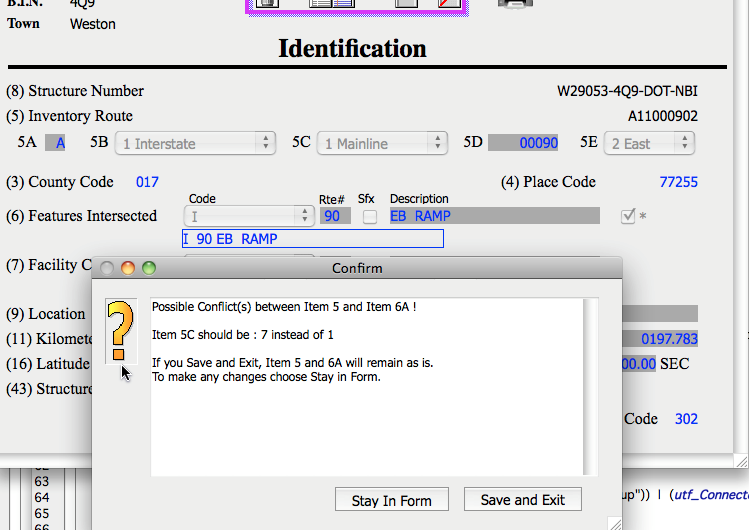 B.I.N. 4Q9
Town Weston
Identification
(8) Structure Number W29053-4Q9-DOT-NBI
(5) Inventory Route A11000902
5A A 5B 1 Interstate 5C 1 Mainline 5D 00090 5E 2 East
(3) County Code 017 (4) Place Code 77255
Code Rte# Sfx Description
(6) Features Intersected I 90 EB RAMP *
I 90 EB RAMP
(7) Facility C
Confirm
(9) Location
Possible Conflict(s) between Item 5 and Item 6A !
Item 5C should be : 7 instead of 1
If you Save and Exit, Item 5 and 6A will remain as is.
To make any changes choose Stay in Form.
(11) Kilomete 0197.783
(16) Latitude 00.00 SEC
(43) Structure
Code 302
Stay In Form Save and Exit
63
64 up")) | (utf_Connect
65